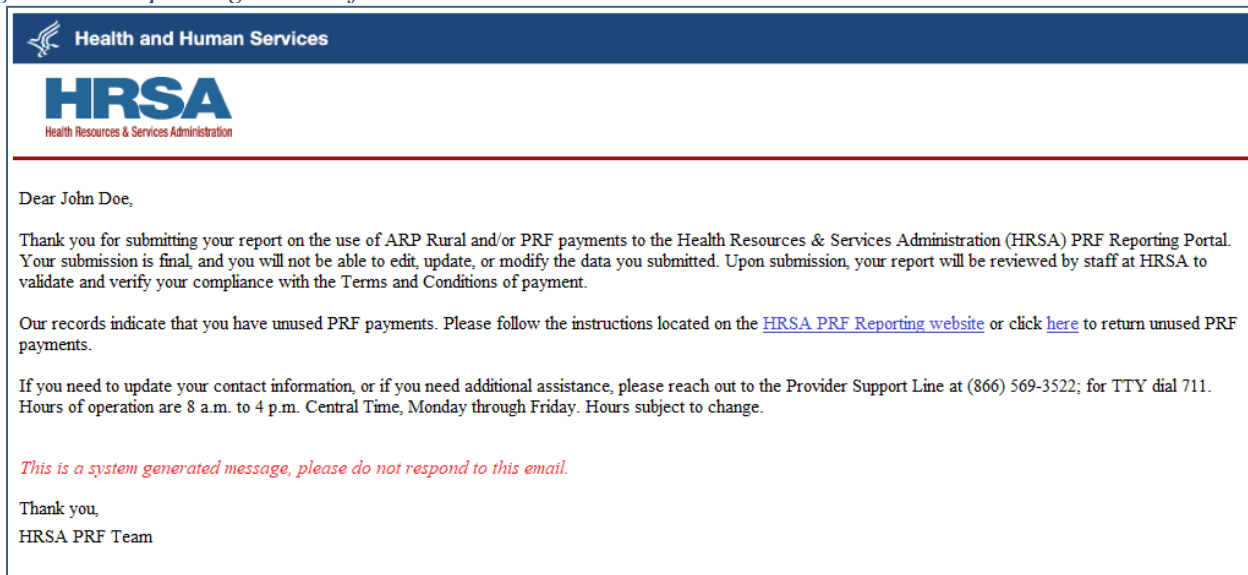 Health and Human Services
HRSA
Health Resources & Services Administration
Dear John Doe,
Thank you for submitting your report on the use of ARP Rural and/or PRF payments to the Health Resources & Services Administration (HRSA) PRF Reporting Portal.
Your submission is final, and you will not be able to edit, update, or modify the data you submitted. Upon submission, your report will be reviewed by staff at HRSA to
validate and verify your compliance with the Terms and Conditions of payment.
Our records indicate that you have unused PRF payments. Please follow the instructions located on the HRSA PRF Reporting website or click here to return unused PRF
payments.
If you need to update your contact information, or if you need additional assistance, please reach out to the Provider Support Line at (866) 569-3522; for TTY dial 711.
Hours of operation are 8 a.m. to 4 p.m. Central Time, Monday through Friday. Hours subject to change.
This is a system generated message, please do not respond to this email.
Thank you,
HRSA PRF Team